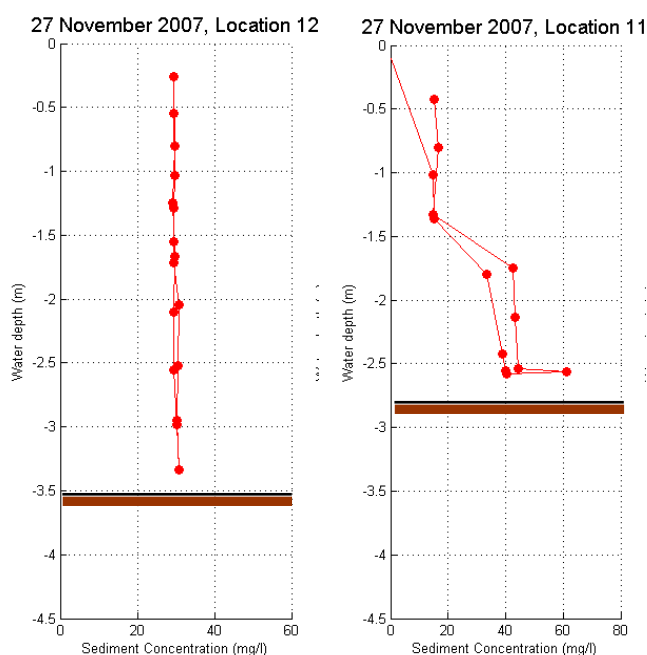 27 November 2007, Location 12
0
-0.5
-1
-1.5
-2
-2.5
-3
-3.5
-4
-4.5
Water depth (m)
0 20 40 60
Sediment Concentration (mg/l)
27 November 2007, Location 11
0
-0.5
-1
-1.5
-2
-2.5
-3
-3.5
-4
-4.5
Water depth (m)
0 20 40 60 80
Sediment Concentration (mg/l)